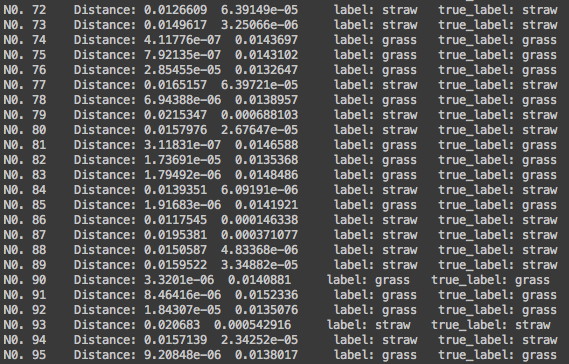 N0. 72 Distance: 0.0126609 6.39149e-05 label: straw true_label: straw
N0. 73 Distance: 0.0149617 3.25066e-06 label: straw true_label: straw
N0. 74 Distance: 4.11776e-07 0.0143697 label: grass true_label: grass
N0. 75 Distance: 7.92135e-07 0.0143102 label: grass true_label: grass
N0. 76 Distance: 2.85455e-05 0.0132647 label: grass true_label: grass
N0. 77 Distance: 0.0165157 6.39721e-05 label: straw true_label: straw
N0. 78 Distance: 6.94388e-06 0.0138957 label: grass true_label: grass
N0. 79 Distance: 0.0215347 0.000688103 label: straw true_label: straw
N0. 80 Distance: 0.0157976 2.67647e-05 label: straw true_label: straw
N0. 81 Distance: 3.11831e-07 0.0146588 label: grass true_label: grass
N0. 82 Distance: 1.73691e-05 0.0135368 label: grass true_label: grass
N0. 83 Distance: 1.79492e-06 0.0148486 label: grass true_label: grass
N0. 84 Distance: 0.0139351 6.09191e-06 label: straw true_label: straw
N0. 85 Distance: 1.91683e-06 0.0141921 label: grass true_label: grass
N0. 86 Distance: 0.0117545 0.000146338 label: straw true_label: straw
N0. 87 Distance: 0.0195381 0.000371077 label: straw true_label: straw
N0. 88 Distance: 0.0150587 4.83368e-06 label: straw true_label: straw
N0. 89 Distance: 0.0159522 3.34882e-05 label: straw true_label: straw
N0. 90 Distance: 3.3201e-06 0.0140881 label: grass true_label: grass
N0. 91 Distance: 8.46416e-06 0.0152336 label: grass true_label: grass
N0. 92 Distance: 1.84307e-05 0.0135076 label: grass true_label: grass
N0. 93 Distance: 0.020683 0.000542916 label: straw true_label: straw
N0. 94 Distance: 0.0157139 2.34252e-05 label: straw true_label: straw
N0. 95 Distance: 9.20848e-06 0.0138017 label: grass true_label: grass